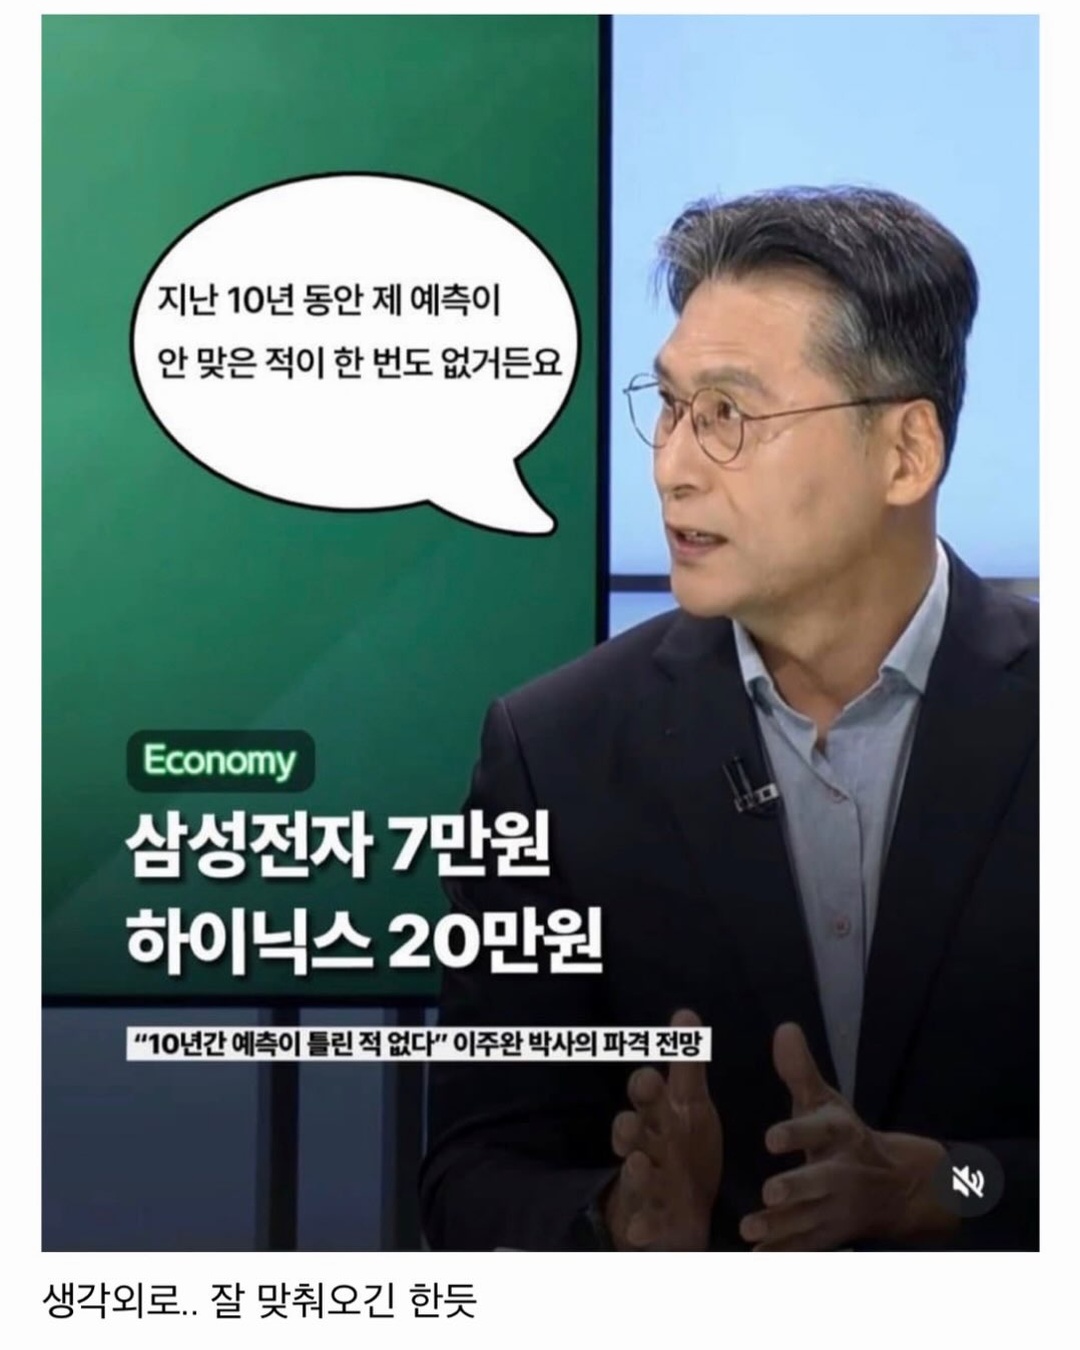 지난 10년 동안 제 예측이
안 맞은 적이 한 번도 없거든요
Economy
삼성전자 7만원
하이닉스 20만원
“10년간 예측이 틀린 적 없다” 이주완 박사의 파격 전망
생각외로.. 잘 맞춰오긴 한듯